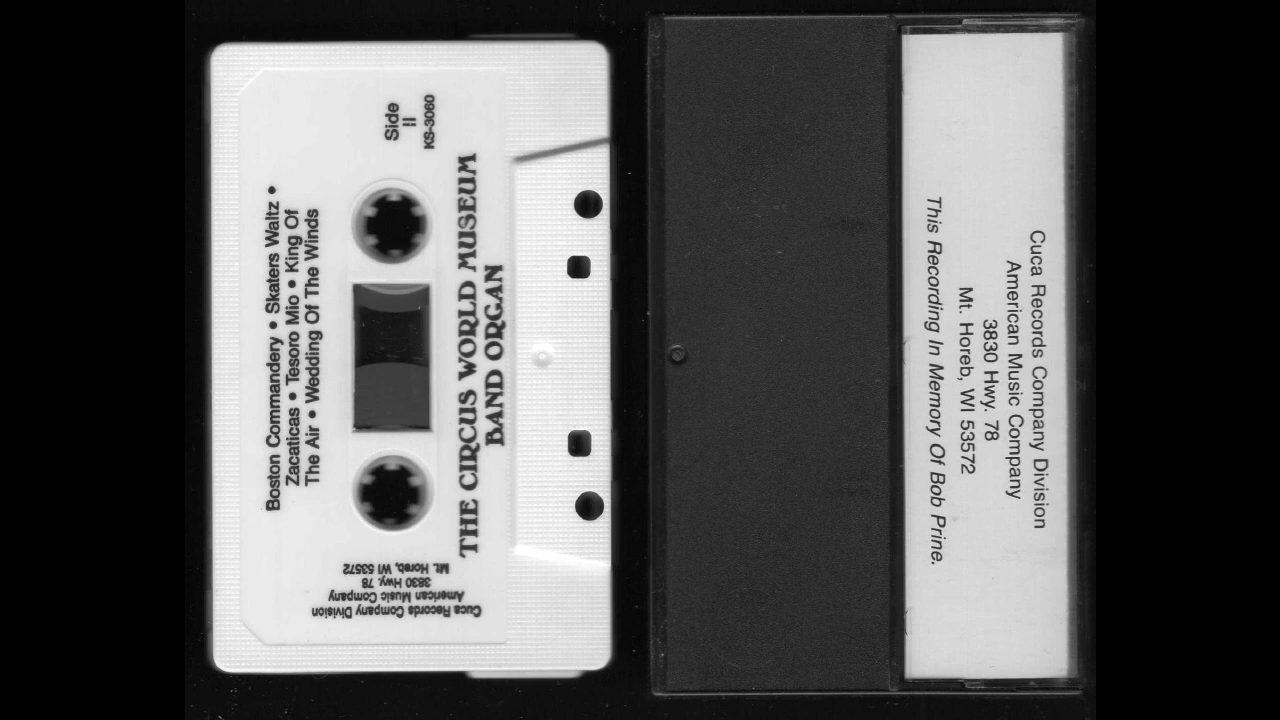 Side
II
KS-3060
Boston Commandery • Skaters Waltz •
Zacaticas • Tesoro Mio • King Of
The Air • Wedding Of The Winds
THE CIRCUS WORLD MUSEUM
BAND ORGAN
Cuca Records Company Division
American Music Company
3830 Hwy. 78
Mt. Horeb, WI 53572
Cuca Records Company Division
American Music Company
3830 Hwy. 78
Mt. Horeb, WI 53572
This Recording In Memory Of Bob Prine.